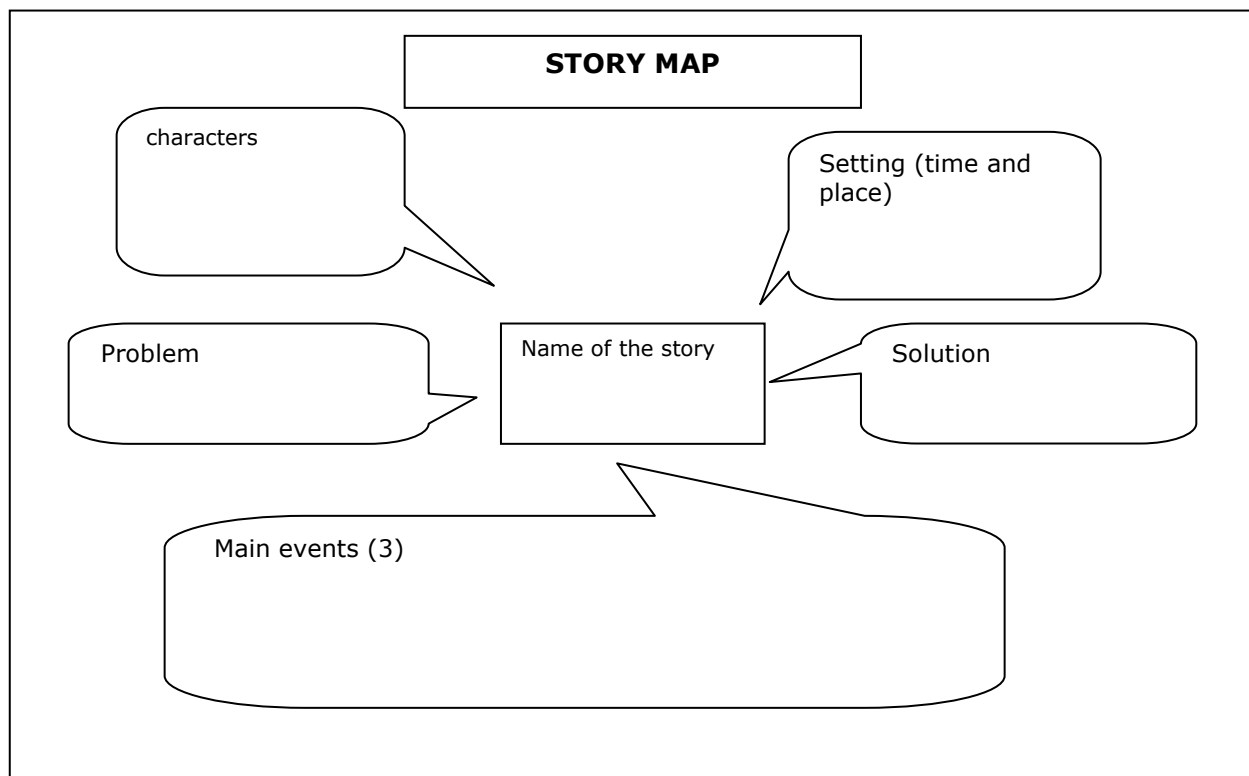 STORY MAP
characters
Setting (time and
place)
Problem
Name of the story
Solution
Main events (3)